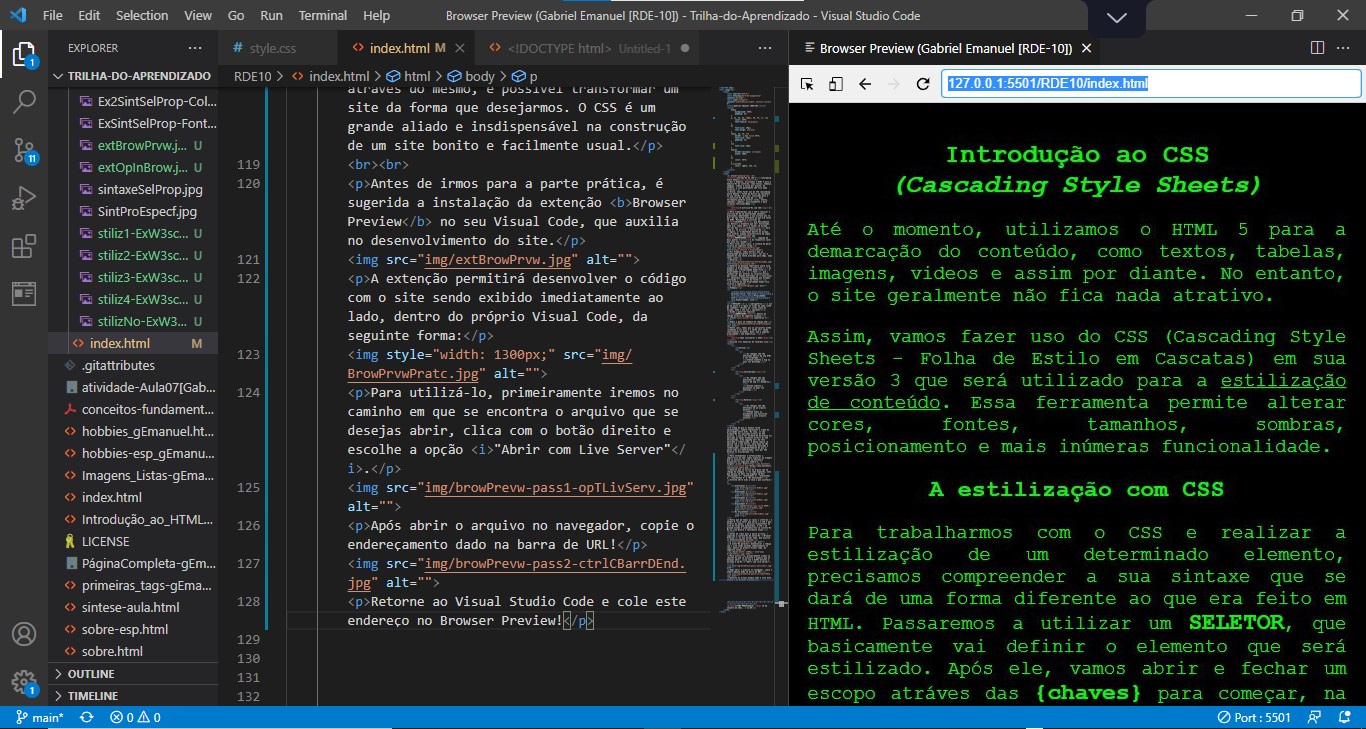 File Edit Selection View Go Run Terminal Help
Browser Preview (Gabriel Emanuel [RDE-10]) - Trilha-do-Aprendizado - Visual Studio Code
EXPLORER
TRILHA-DO-APRENDIZADO
Ex2SintSelProp-Col...
ExSintSelProp-Font...
extBrowPrvw.j... U
extOpInBrow.j... U
sintaxeSelProp.jpg
SintProEspecf.jpg
stiliz1-ExW3sc... U
stiliz2-ExW3sc... U
stiliz3-ExW3sc... U
stiliz4-ExW3sc... U
stilizNo-ExW3... U
index.html M
.gitattributes
atividade-Aula07[Gab...
conceitos-fundament...
hobbies_gEmanuel.ht...
hobbies-esp_gEmanu...
Imagens_Listas-gEma...
index.html
Introdução_ao_HTML...
LICENSE
PáginaCompleta-gEm...
primeiras_tags-gEma...
sintese-aula.html
sobre-esp.html
sobre.html
OUTLINE
TIMELINE
1
11
1
# style.css
<> index.html M
<> <!DOCTYPE html> Untitled-1
RDE10 > <> index.html > html > body > p
através do mesmo, é possível transformar um
site da forma que desejarmos. O CSS é um
grande aliado e insdispensável na construção
de um site bonito e facilmente usual.</p>
119 <br><br>
120 <p>Antes de irmos para a parte prática, é
sugerida a instalação da extenção <b>Browser
Preview</b> no seu Visual Code, que auxilia
no desenvolvimento do site.</p>
121 <img src="img/extBrowPrvw.jpg" alt="">
122 <p>A extenção permitirá desenvolver o código
com o site sendo exibido imediatamente ao
lado, dentro do próprio Visual Code, da
seguinte forma:</p>
123 <img style="width: 1300px;" src="img/
BrowPrvwPratc.jpg" alt="">
124 <p>Para utilizá-lo, primeiramente iremos no
caminho em que se encontra o arquivo que se
desejas abrir, clica com o botão direito e
escolhe a opção <i>"Abrir com Live Server"</
i>.</p>
125 <img src="img/browPrevw-pass1-opTLivServ.jpg"
alt="">
126 <p>Após abrir o arquivo no navegador, copie o
endereçamento dado na barra de URL!</p>
127 <img src="img/browPrevw-pass2-ctrlCBarrDEnd.
jpg" alt="">
128 <p>Retorne ao Visual Studio Code e cole este
endereço no Browser Preview!</p>
129
130
131
132
Browser Preview (Gabriel Emanuel [RDE-10])
127.0.0.1:5501/RDE10/index.html
Introdução ao CSS
(Cascading Style Sheets)
Até o momento, utilizamos o HTML 5 para a
demarcação do conteúdo, como textos, tabelas,
imagens, videos e assim por diante. No entanto,
o site geralmente não fica nada atrativo.
Assim, vamos fazer uso do CSS (Cascading Style
Sheets - Folha de Estilo em Cascatas) em sua
versão 3 que será utilizado para a estilização
de conteúdo. Essa ferramenta permite alterar
cores, fontes, tamanhos, sombras,
posicionamento e mais inúmeras funcionalidade.
A estilização com CSS
Para trabalharmos com o CSS e realizar a
estilização de um determinado elemento,
precisamos compreender a sua sintaxe que se
dará de uma forma diferente ao que era feito em
HTML. Passaremos a utilizar um SELETOR, que
basicamente vai definir o elemento que será
estilizado. Após ele, vamos abrir e fechar um
escopo atráves das {chaves} para começar, na
main* 0 0
Port : 5501